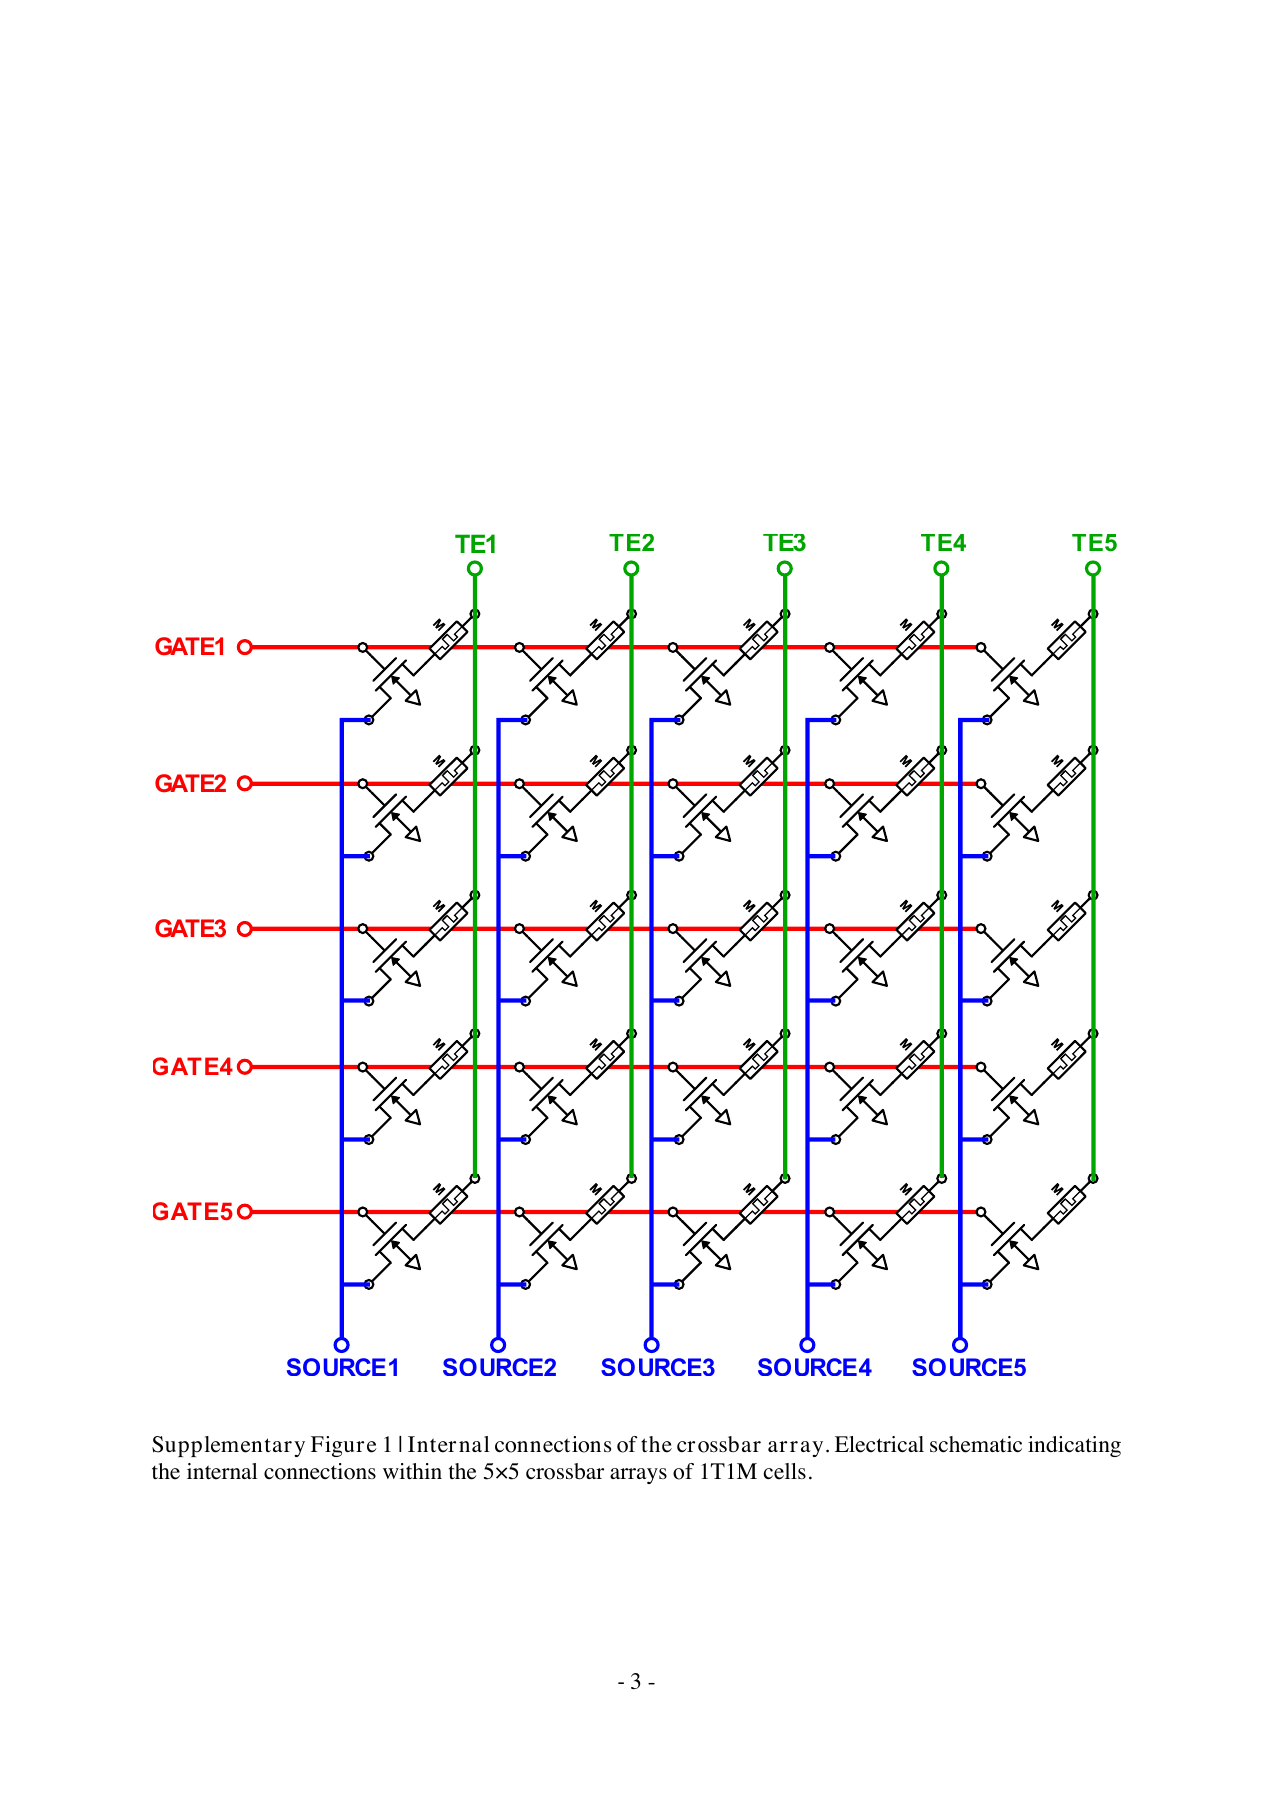 TE1 TE2 TE3 TE4 TE5
GATE1 M M M M M
GATE2 M M M M M
GATE3 M M M M M
GATE4 M M M M M
GATE5 M M M M M
SOURCE1 SOURCE2 SOURCE3 SOURCE4 SOURCE5
Supplementary Figure 1 | Internal connections of the crossbar array. Electrical schematic indicating
the internal connections within the 5×5 crossbar arrays of 1T1M cells.
- 3 -